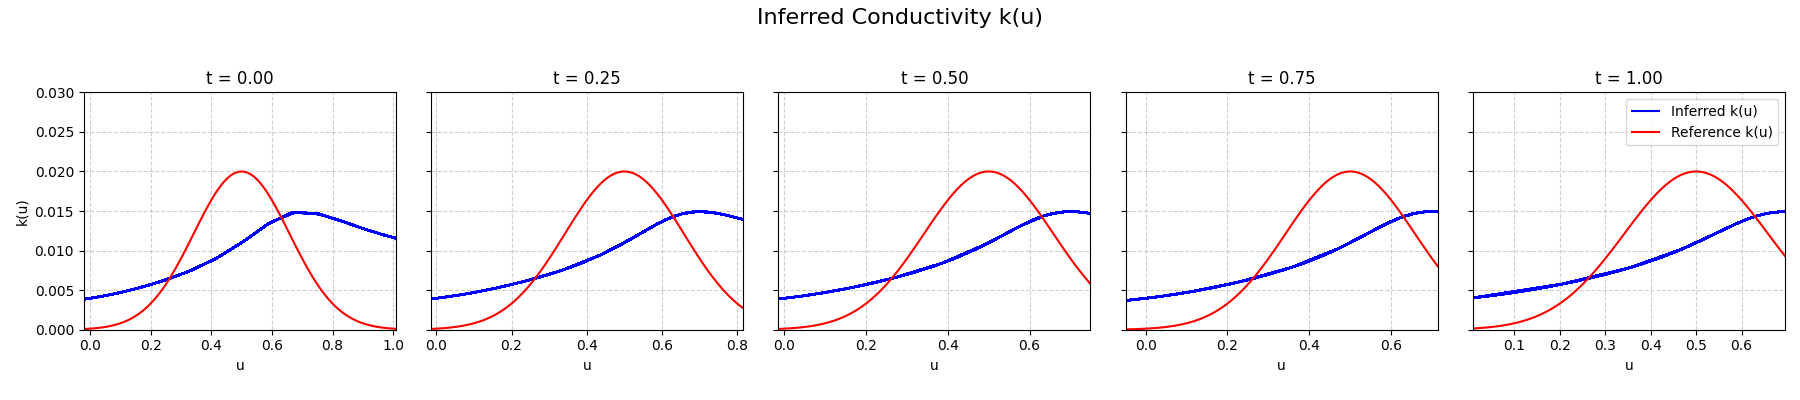 Inferred Conductivity k(u)
t = 0.00
t = 0.25
t = 0.50
t = 0.75
t = 1.00
0.030
0.025
0.020
0.015
0.010
0.005
0.000
k(u)
Inferred k(u)
Reference k(u)
0.0 0.2 0.4 0.6 0.8 1.0
0.0 0.2 0.4 0.6 0.8
0.0 0.2 0.4 0.6
0.0 0.2 0.4 0.6
0.1 0.2 0.3 0.4 0.5 0.6
u
u
u
u
u